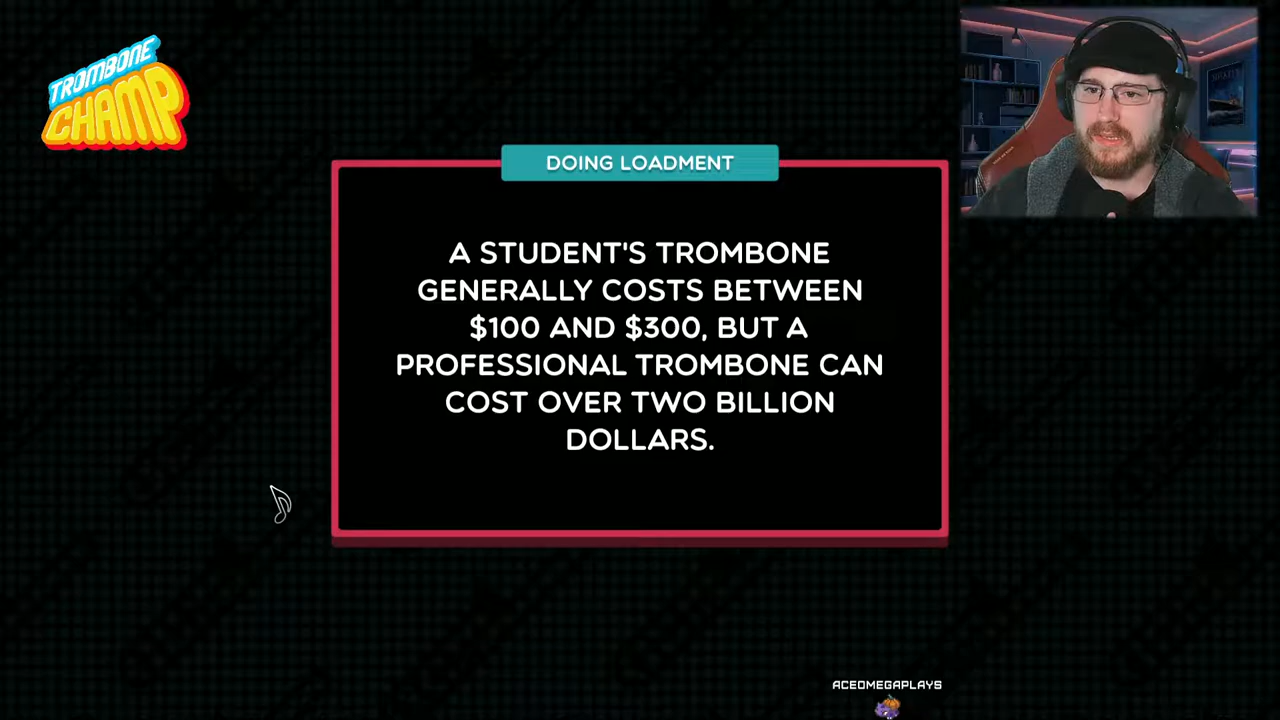 TROMBONE
CHAMP
DOING LOADMENT
A STUDENT'S TROMBONE
GENERALLY COSTS BETWEEN
$100 AND $300, BUT A
PROFESSIONAL TROMBONE CAN
COST OVER TWO BILLION
DOLLARS.
ACEOMEGAPLAYS